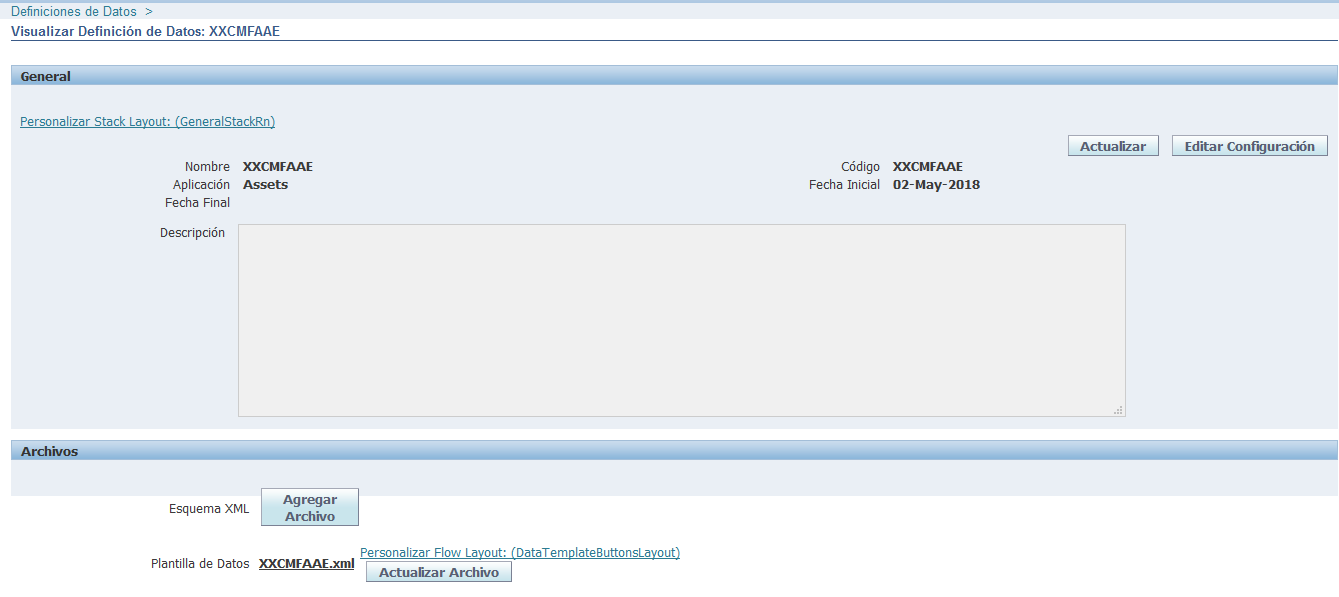 Definiciones de Datos >
Visualizar Definición de Datos: XXCMFAAE
General
Personalizar Stack Layout: (GeneralStackRn)
Actualizar Editar Configuración
Nombre XXCMFAAE Código XXCMFAAE
Aplicación Assets Fecha Inicial 02-May-2018
Fecha Final
Descripción
Archivos
Esquema XML Agregar Archivo
Personalizar Flow Layout: (DataTemplateButtonsLayout)
Plantilla de Datos XXCMFAAE.xml
Actualizar Archivo